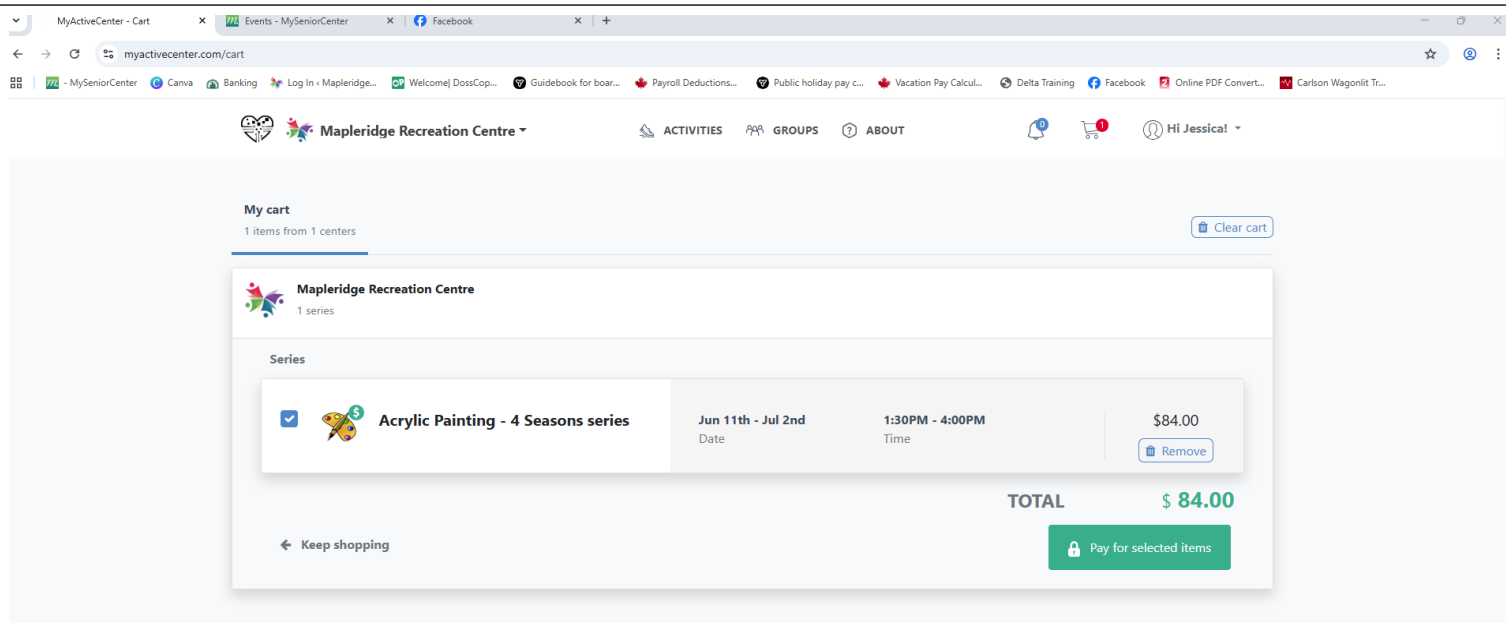 MyActiveCenter - Cart
Events - MySeniorCenter
Facebook
myactivecenter.com/cart
m - MySeniorCenter
Canva
Banking
Log In ‹ Mapleridge...
Welcome| DossCop...
Guidebook for boar...
Payroll Deductions...
Public holiday pay c...
Vacation Pay Calcul...
Delta Training
Facebook
Online PDF Convert...
Carlson Wagonlit Tr...
Mapleridge Recreation Centre
ACTIVITIES
GROUPS
ABOUT
0
1
Hi Jessica!
My cart
1 items from 1 centers
Clear cart
Mapleridge Recreation Centre
1 series
Series
$
Acrylic Painting - 4 Seasons series
Jun 11th - Jul 2nd
Date
1:30PM - 4:00PM
Time
$84.00
Remove
TOTAL
$ 84.00
Keep shopping
Pay for selected items